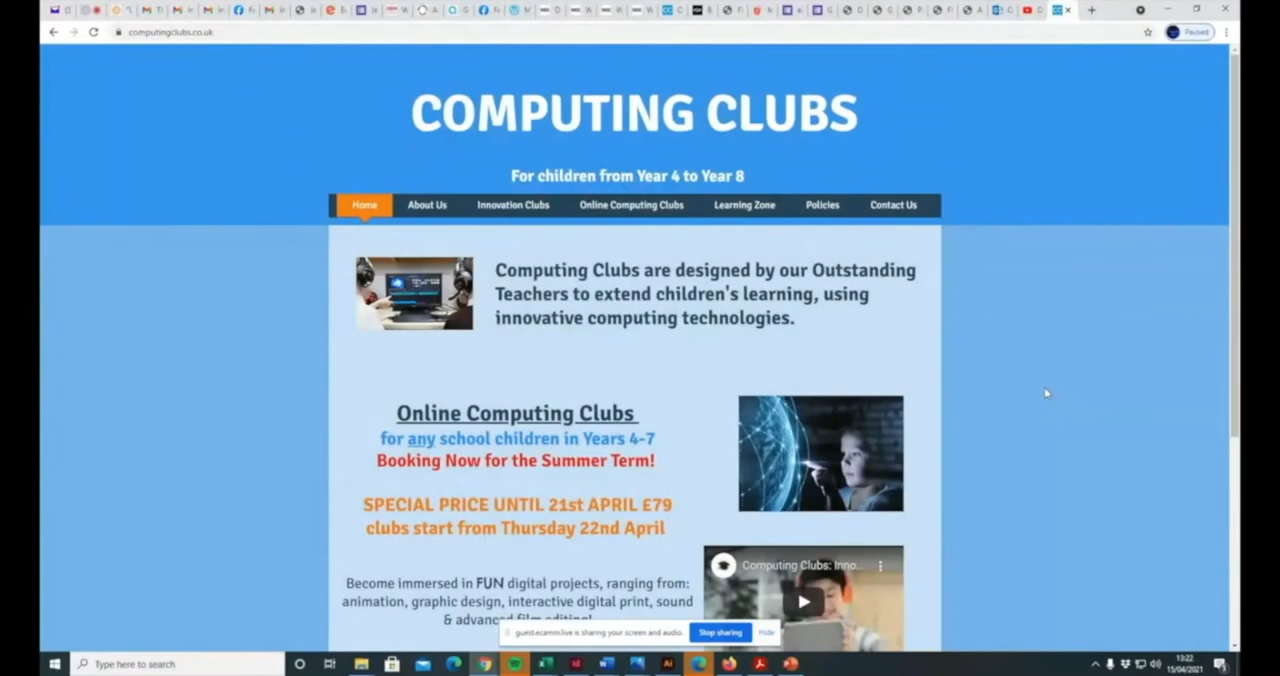 computingclubs.co.uk
Paused
COMPUTING CLUBS
For children from Year 4 to Year 8
Home
About Us
Innovation Clubs
Online Computing Clubs
Learning Zone
Policies
Contact Us
Computing Clubs are designed by our Outstanding
Teachers to extend children's learning, using
innovative computing technologies.
Online Computing Clubs
for any school children in Years 4-7
Booking Now for the Summer Term!
SPECIAL PRICE UNTIL 21st APRIL £79
clubs start from Thursday 22nd April
Computing Clubs: Inno...
Become immersed in FUN digital projects, ranging from:
animation, graphic design, interactive digital print, sound
& advanced film editing!
guest.ecamm.live is sharing your screen and audio.
Stop sharing
Hide
Type here to search
13:22
15/04/2021